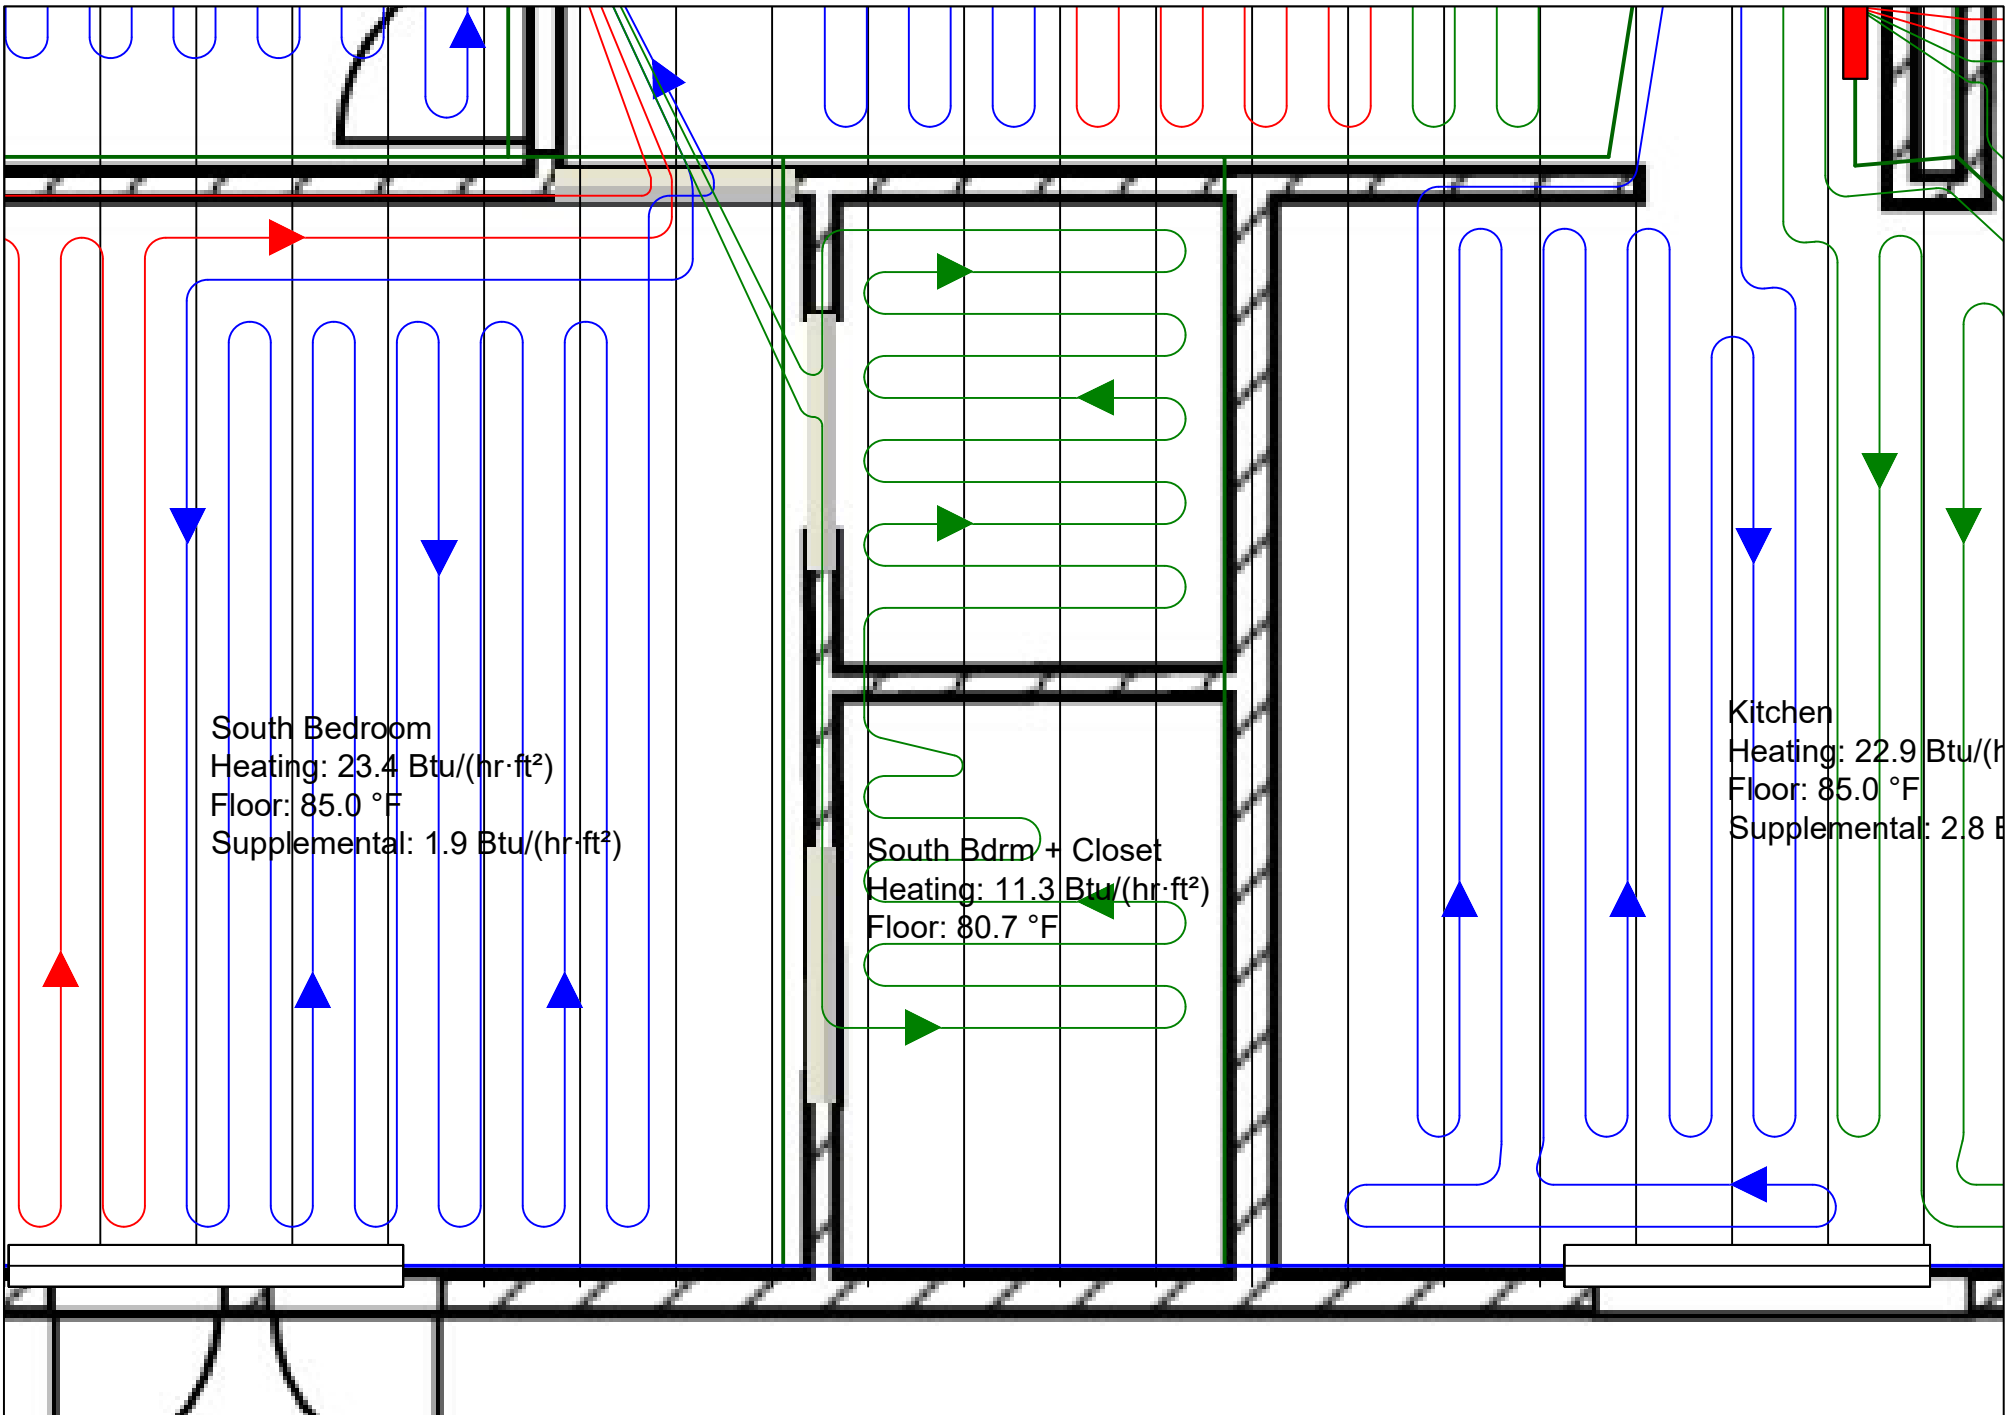 South Bedroom
Heating: 23.4 Btu/(hr·ft²)
Floor: 85.0 °F
Supplemental: 1.9 Btu/(hr·ft²)
South Bdrm + Closet
Heating: 11.3 Btu/(hr·ft²)
Floor: 80.7 °F
Kitchen
Heating: 22.9 Btu/(h
Floor: 85.0 °F
Supplemental: 2.8 B